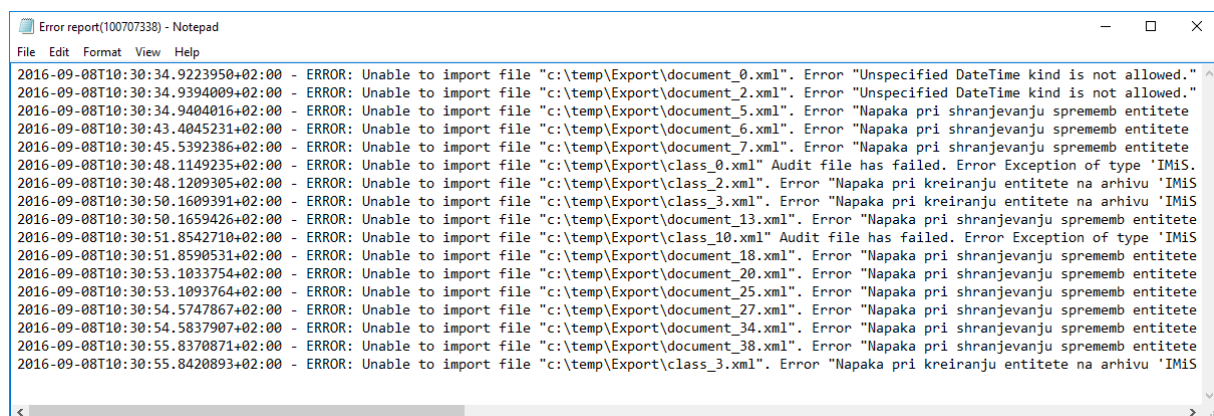 Error report(100707338) - Notepad
File Edit Format View Help
2016-09-08T10:30:34.9223950+02:00 - ERROR: Unable to import file "c:\temp\Export\document_0.xml". Error "Unspecified DateTime kind is not allowed."
2016-09-08T10:30:34.9394009+02:00 - ERROR: Unable to import file "c:\temp\Export\document_2.xml". Error "Unspecified DateTime kind is not allowed."
2016-09-08T10:30:34.9404016+02:00 - ERROR: Unable to import file "c:\temp\Export\document_5.xml". Error "Napaka pri shranjevanju sprememb entitete
2016-09-08T10:30:43.4045231+02:00 - ERROR: Unable to import file "c:\temp\Export\document_6.xml". Error "Napaka pri shranjevanju sprememb entitete
2016-09-08T10:30:45.5392386+02:00 - ERROR: Unable to import file "c:\temp\Export\document_7.xml". Error "Napaka pri shranjevanju sprememb entitete
2016-09-08T10:30:48.1149235+02:00 - ERROR: Unable to import file "c:\temp\Export\class_0.xml" Audit file has failed. Error Exception of type 'IMiS.
2016-09-08T10:30:48.1209305+02:00 - ERROR: Unable to import file "c:\temp\Export\class_2.xml". Error "Napaka pri kreiranju entitete na arhivu 'IMiS
2016-09-08T10:30:50.1609391+02:00 - ERROR: Unable to import file "c:\temp\Export\class_3.xml". Error "Napaka pri kreiranju entitete na arhivu 'IMiS
2016-09-08T10:30:50.1659426+02:00 - ERROR: Unable to import file "c:\temp\Export\document_13.xml". Error "Napaka pri shranjevanju sprememb entitete
2016-09-08T10:30:51.8542710+02:00 - ERROR: Unable to import file "c:\temp\Export\class_10.xml" Audit file has failed. Error Exception of type 'IMiS
2016-09-08T10:30:51.8590531+02:00 - ERROR: Unable to import file "c:\temp\Export\document_18.xml". Error "Napaka pri shranjevanju sprememb entitete
2016-09-08T10:30:53.1033754+02:00 - ERROR: Unable to import file "c:\temp\Export\document_20.xml". Error "Napaka pri shranjevanju sprememb entitete
2016-09-08T10:30:53.1093764+02:00 - ERROR: Unable to import file "c:\temp\Export\document_25.xml". Error "Napaka pri shranjevanju sprememb entitete
2016-09-08T10:30:54.5747867+02:00 - ERROR: Unable to import file "c:\temp\Export\document_27.xml". Error "Napaka pri shranjevanju sprememb entitete
2016-09-08T10:30:54.5837907+02:00 - ERROR: Unable to import file "c:\temp\Export\document_34.xml". Error "Napaka pri shranjevanju sprememb entitete
2016-09-08T10:30:55.8370871+02:00 - ERROR: Unable to import file "c:\temp\Export\document_38.xml". Error "Napaka pri shranjevanju sprememb entitete
2016-09-08T10:30:55.8420893+02:00 - ERROR: Unable to import file "c:\temp\Export\class_3.xml". Error "Napaka pri kreiranju entitete na arhivu 'IMiS